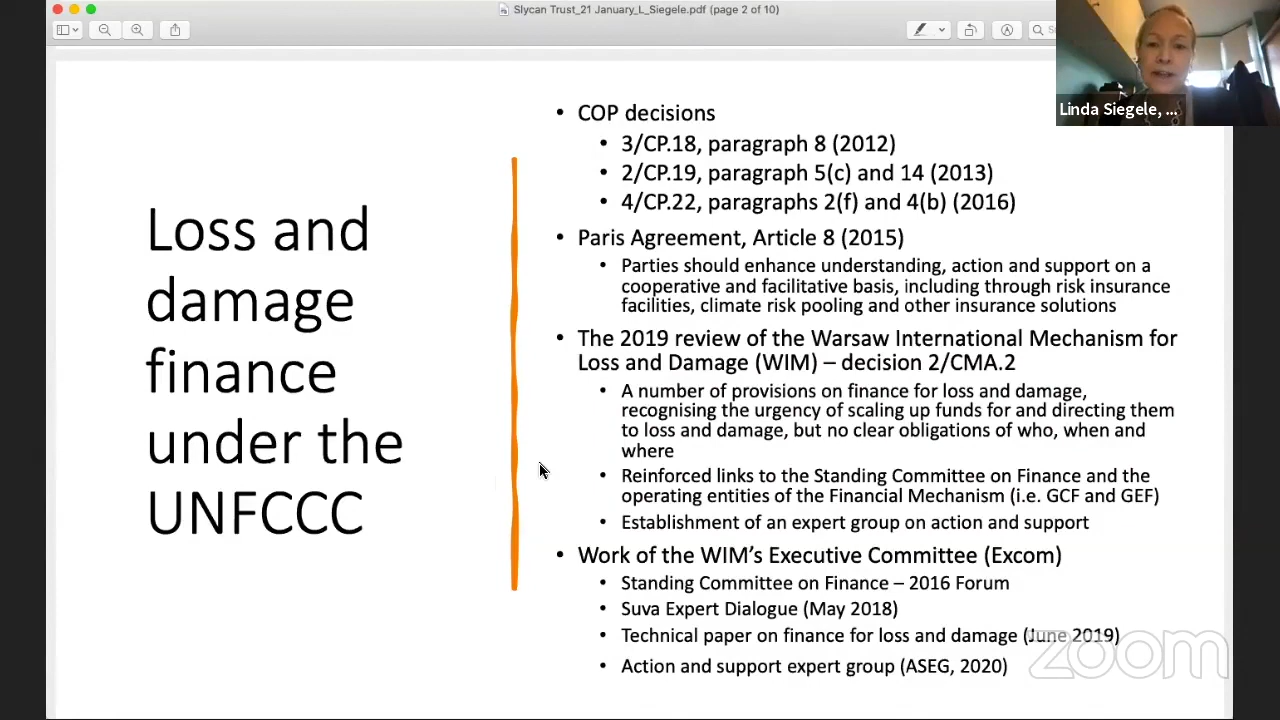 Slycan Trust_21 January_L_Siegele.pdf (page 2 of 10)
Linda Siegele, ...
Loss and
damage
finance
under the
UNFCCC
• COP decisions
• 3/CP.18, paragraph 8 (2012)
• 2/CP.19, paragraph 5(c) and 14 (2013)
• 4/CP.22, paragraphs 2(f) and 4(b) (2016)
• Paris Agreement, Article 8 (2015)
• Parties should enhance understanding, action and support on a
cooperative and facilitative basis, including through risk insurance
facilities, climate risk pooling and other insurance solutions
• The 2019 review of the Warsaw International Mechanism for
Loss and Damage (WIM) – decision 2/CMA.2
• A number of provisions on finance for loss and damage,
recognising the urgency of scaling up funds for and directing them
to loss and damage, but no clear obligations of who, when and
where
• Reinforced links to the Standing Committee on Finance and the
operating entities of the Financial Mechanism (i.e. GCF and GEF)
• Establishment of an expert group on action and support
• Work of the WIM's Executive Committee (Excom)
• Standing Committee on Finance – 2016 Forum
• Suva Expert Dialogue (May 2018)
• Technical paper on finance for loss and damage (June 2019)
• Action and support expert group (ASEG, 2020)
zoom